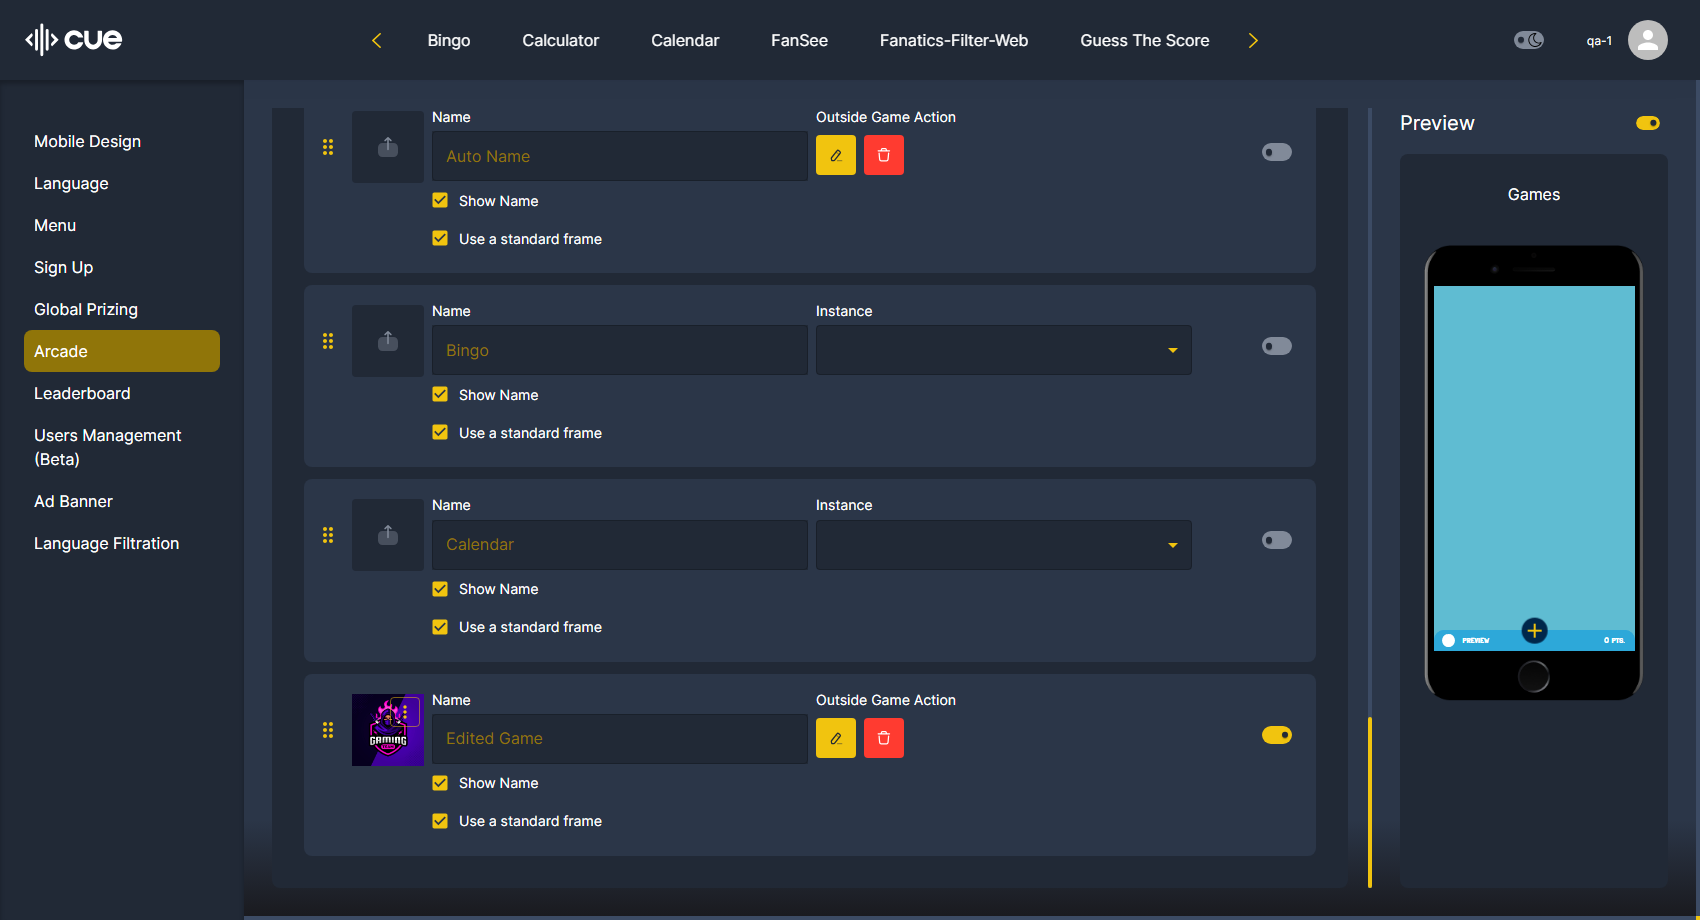 cue
Bingo
Calculator
Calendar
FanSee
Fanatics-Filter-Web
Guess The Score
qa-1
Mobile Design
Language
Menu
Sign Up
Global Prizing
Arcade
Leaderboard
Users Management
(Beta)
Ad Banner
Language Filtration
Name
Outside Game Action
Auto Name
Show Name
Use a standard frame
Name
Instance
Bingo
Show Name
Use a standard frame
Name
Instance
Calendar
Show Name
Use a standard frame
GAMING
Name
Outside Game Action
Edited Game
Show Name
Use a standard frame
Preview
Games
PREVIEW
0 PTS.